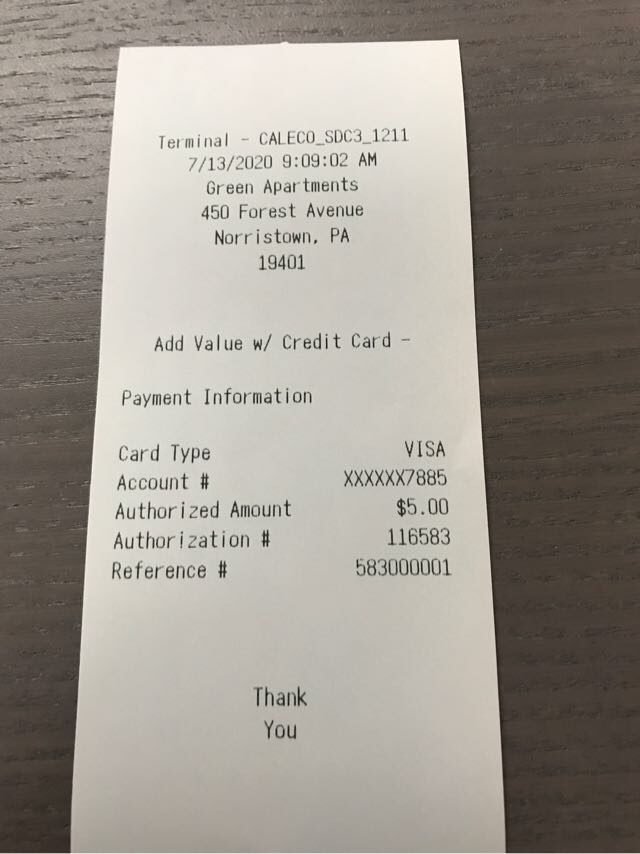 Terminal - CALECO_SDC3_1211
7/13/2020 9:09:02 AM
Green Apartments
450 Forest Avenue
Norristown, PA
19401
Add Value w/ Credit Card -
Payment Information
Card Type VISA
Account # XXXXXX7885
Authorized Amount $5.00
Authorization # 116583
Reference # 583000001
Thank
You